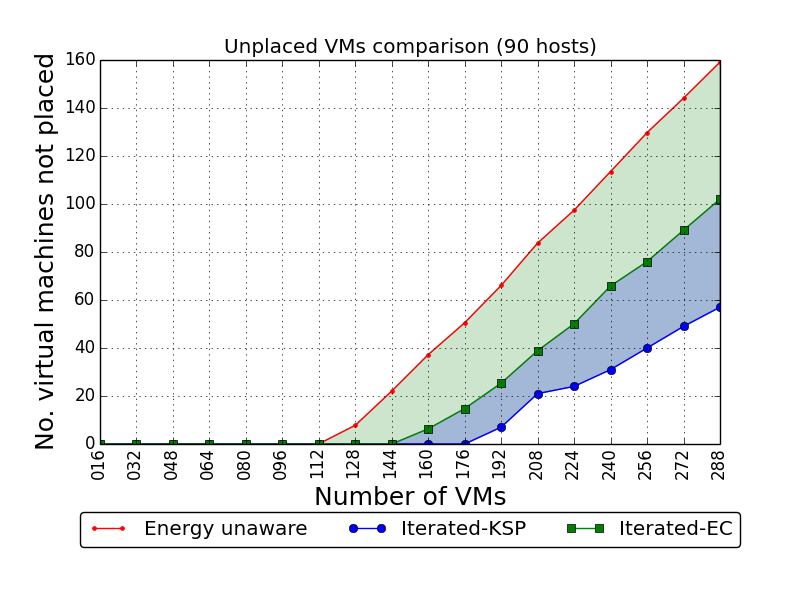 Unplaced VMs comparison (90 hosts)
No. virtual machines not placed
160
140
120
100
80
60
40
20
0
016 032 048 064 080 096 112 128 144 160 176 192 208 224 240 256 272 288
Number of VMs
Energy unaware Iterated-KSP Iterated-EC